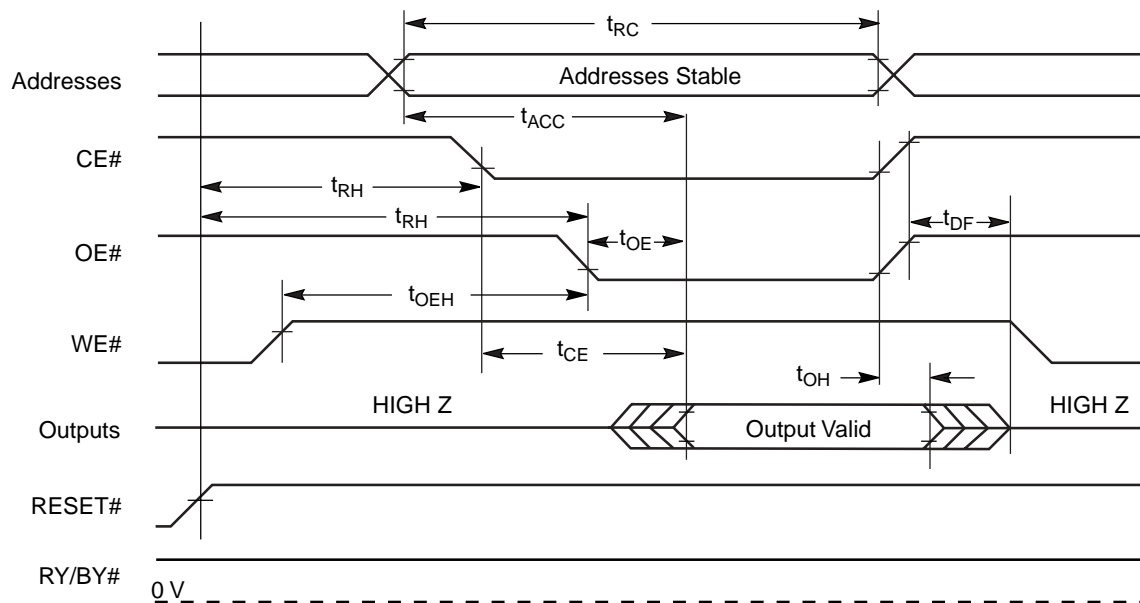 tRC
Addresses
Addresses Stable
tACC
CE#
tRH
tRH
tOE
tDF
OE#
tOEH
WE#
tCE
tOH
HIGH Z
HIGH Z
Outputs
Output Valid
RESET#
RY/BY#
0 V